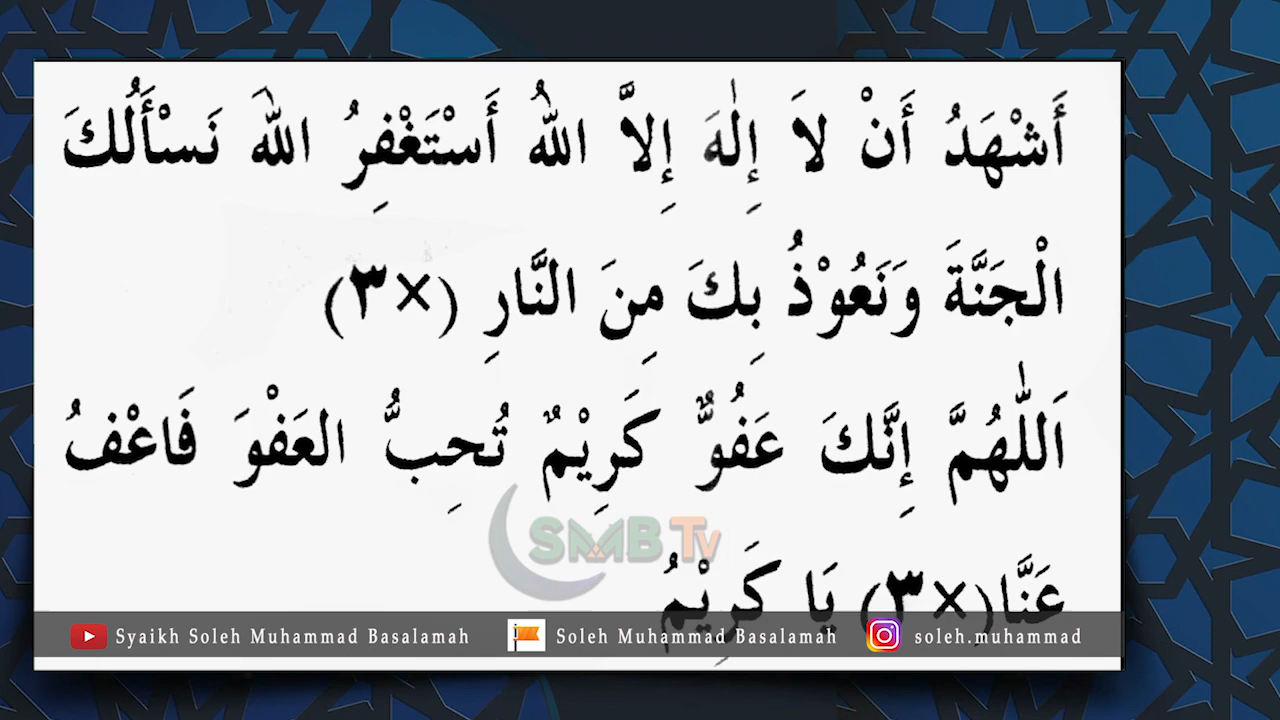 أَشْهَدُ أَنْ لاَ إِلٰهَ إِلاَّ اللهُ أَسْتَغْفِرُ اللهَ نَسْأَلُكَ
الْجَنَّةَ وَنَعُوْذُ بِكَ مِنَ النَّارِ (×٣)
اَللّٰهُمَّ إِنَّكَ عَفُوٌّ كَرِيْمٌ تُحِبُّ العَفْوَ فَاعْفُ
عَنَّا(×٣) يَا كَرِيْمُ
SMB Tv
Syaikh Soleh Muhammad Basalamah Soleh Muhammad Basalamah soleh.muhammad